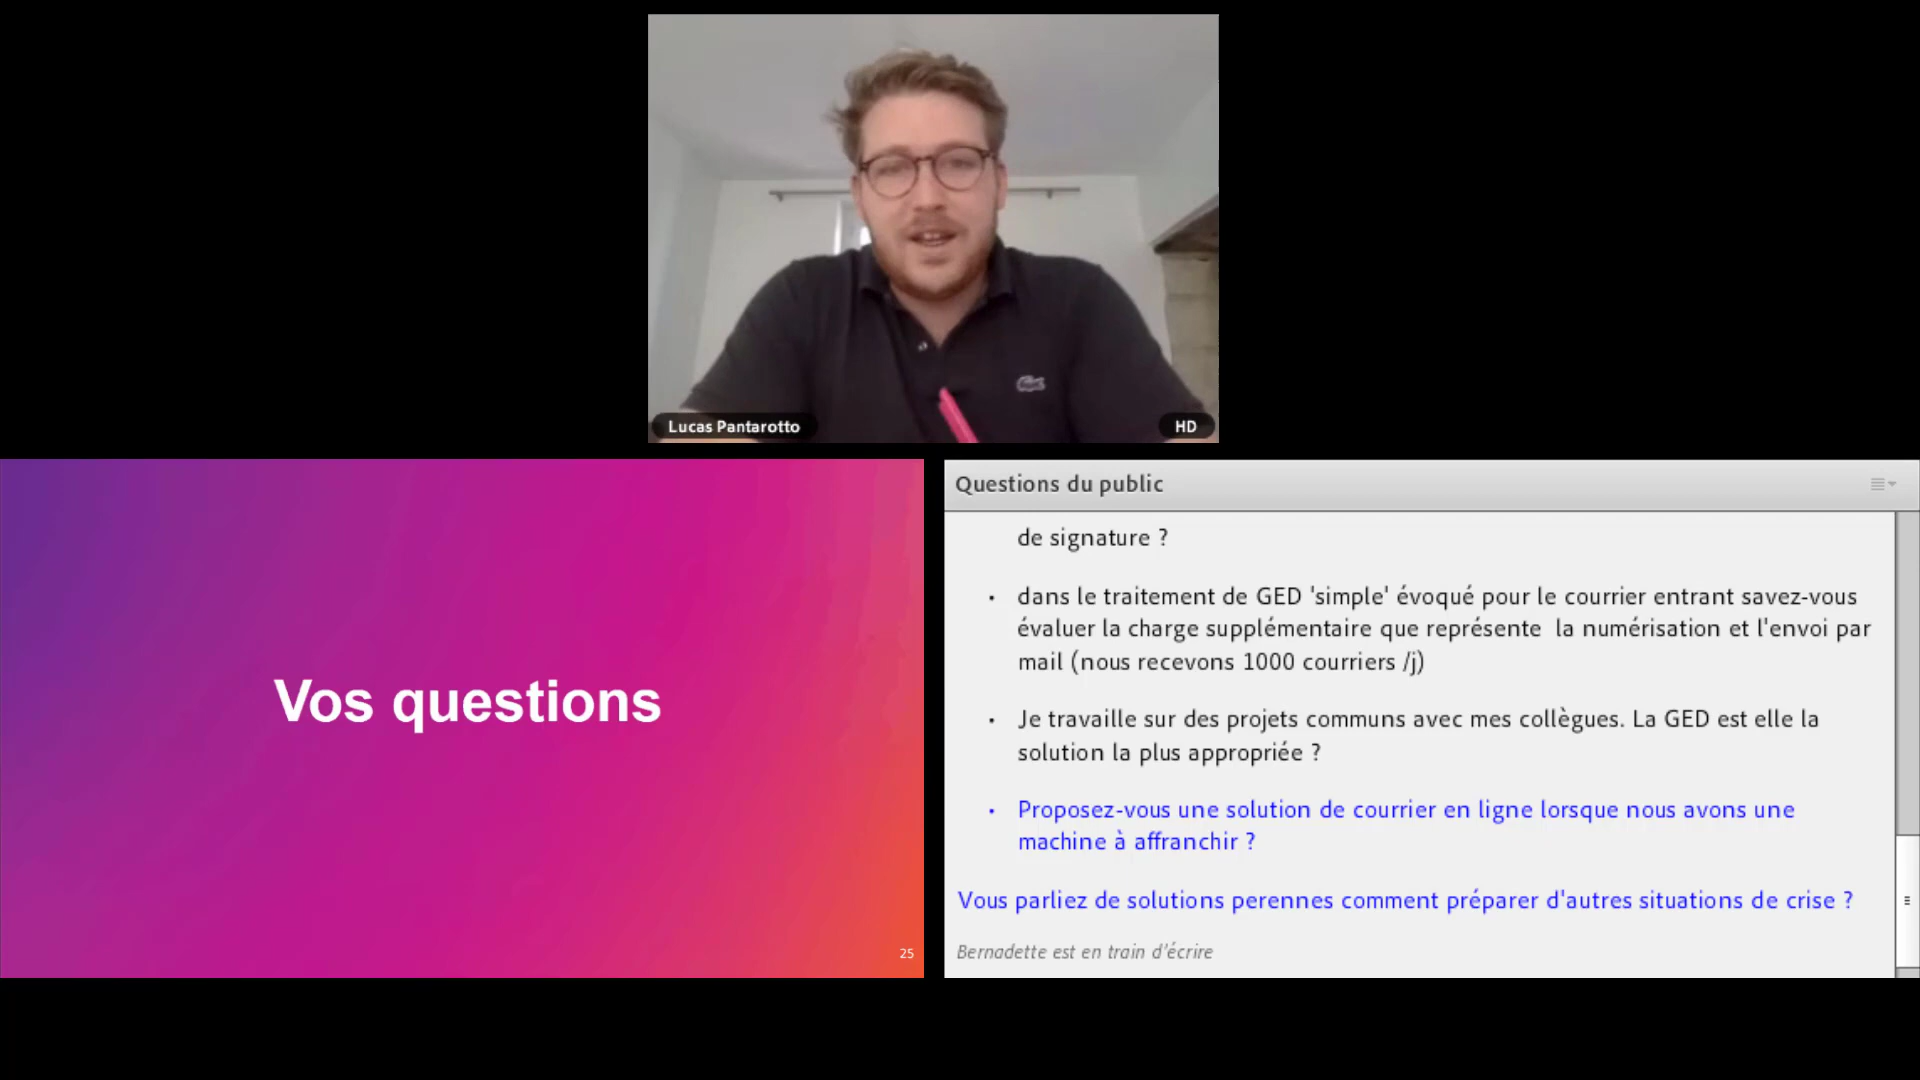 Lucas Pantarotto
HD
Vos questions
25
Questions du public
de signature ?
• dans le traitement de GED 'simple' évoqué pour le courrier entrant savez-vous
évaluer la charge supplémentaire que représente  la numérisation et l'envoi par
mail (nous recevons 1000 courriers /j)
• Je travaille sur des projets communs avec mes collègues. La GED est elle la
solution la plus appropriée ?
• Proposez-vous une solution de courrier en ligne lorsque nous avons une
machine à affranchir ?
Vous parliez de solutions perennes comment préparer d'autres situations de crise ?
Bernadette est en train d'écrire